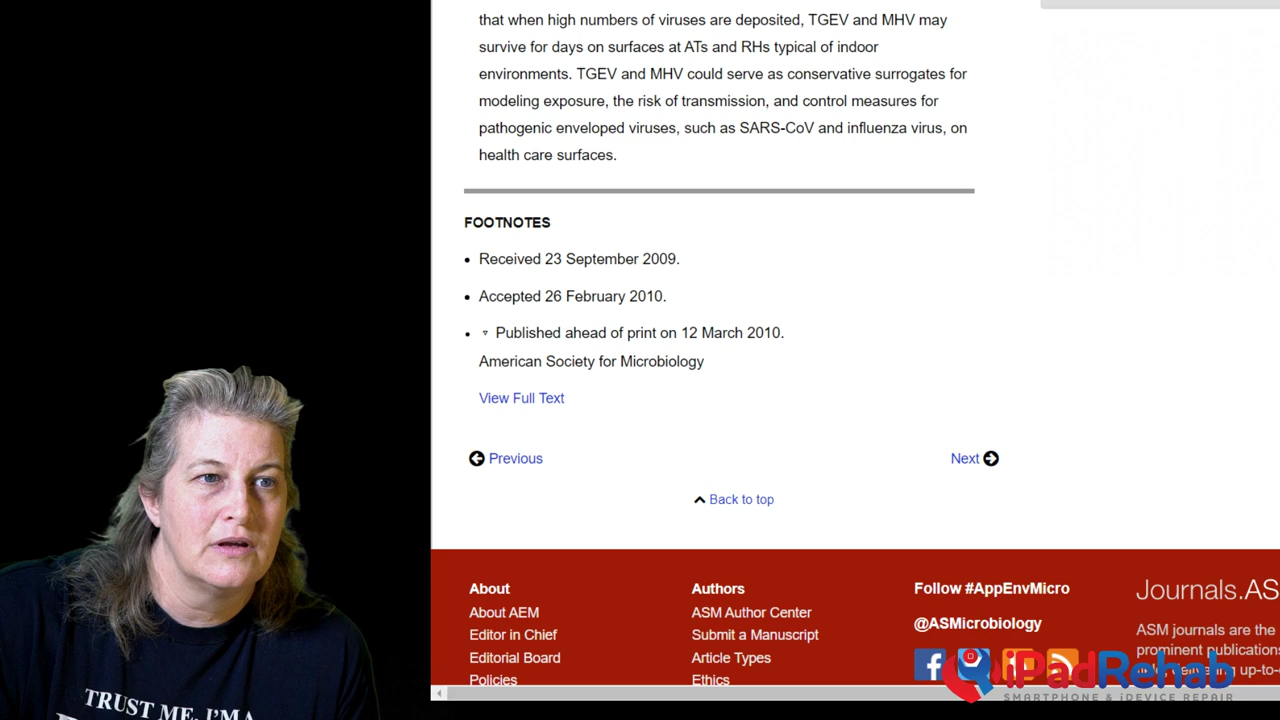 that when high numbers of viruses are deposited, TGEV and MHV may
survive for days on surfaces at ATs and RHs typical of indoor
environments. TGEV and MHV could serve as conservative surrogates for
modeling exposure, the risk of transmission, and control measures for
pathogenic enveloped viruses, such as SARS-CoV and influenza virus, on
health care surfaces.
FOOTNOTES
• Received 23 September 2009.
• Accepted 26 February 2010.
• ▿ Published ahead of print on 12 March 2010.
American Society for Microbiology
View Full Text
Previous
Next
Back to top
About
About AEM
Editor in Chief
Editorial Board
Policies
Authors
ASM Author Center
Submit a Manuscript
Article Types
Ethics
Follow #AppEnvMicro
@ASMicrobiology
Journals.AS
ASM journals are the
prominent publications
up-to-
iPadRehab
SMARTPHONE & iDEVICE REPAIR
TRUST ME, I'M A